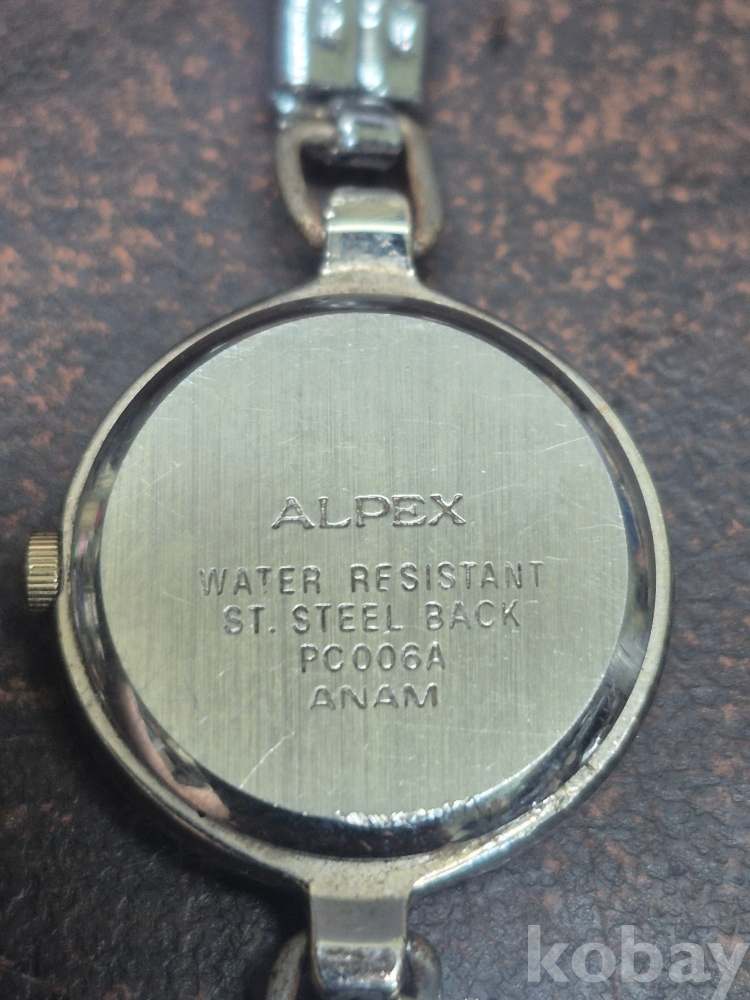 ALPEX
WATER RESISTANT
ST. STEEL BACK
PC006A
ANAM
kobay